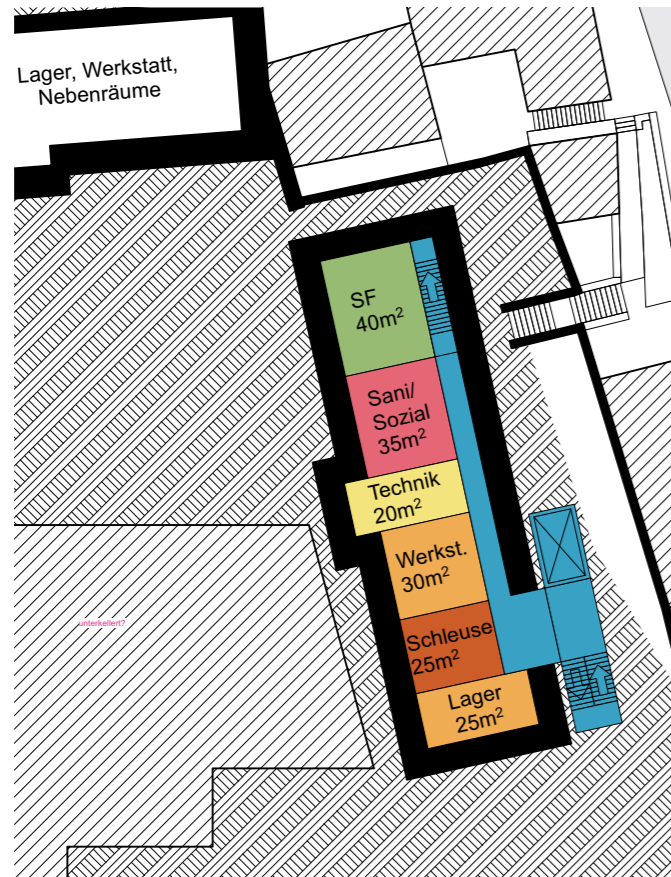 Lager, Werkstatt,
Nebenräume
SF
40m²
Sani/
Sozial
35m²
Technik
20m²
Werkst.
30m²
unterkellert?
Schleuse
25m²
Lager
25m²